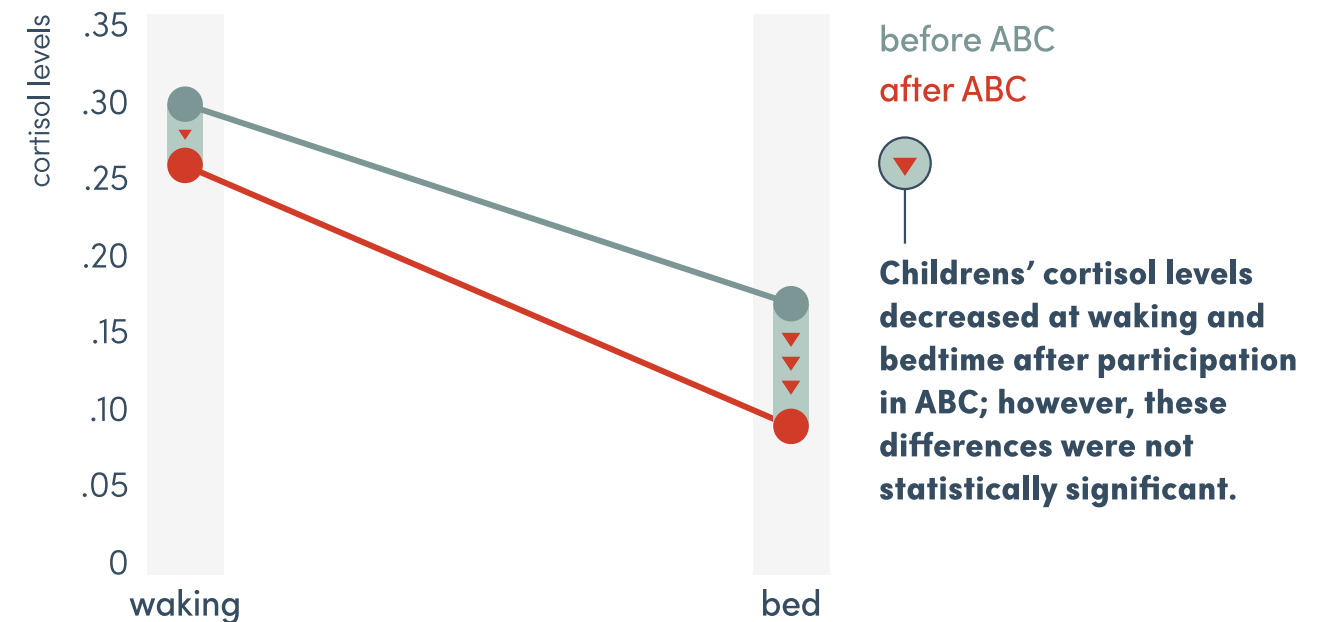 cortisol levels
.35
.30
.25
.20
.15
.10
.05
0
waking
bed
before ABC
after ABC
Childrens’ cortisol levels
decreased at waking and
bedtime after participation
in ABC; however, these
differences were not
statistically significant.